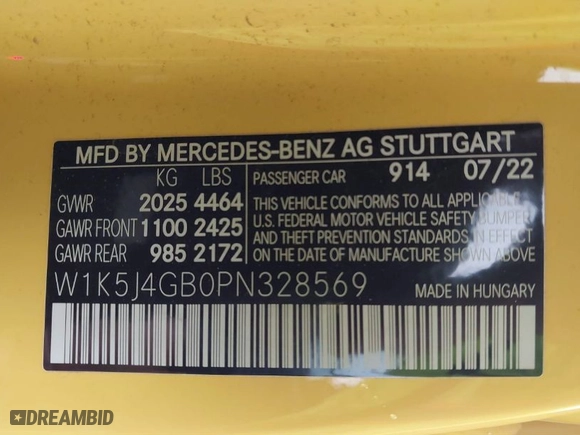 MFD BY MERCEDES-BENZ AG STUTTGART
KG LBS
GVWR 2025 4464
GAWR FRONT 1100 2425
GAWR REAR 985 2172
PASSENGER CAR 914 07/22
THIS VEHICLE CONFORMS TO ALL APPLICABLE
U.S. FEDERAL MOTOR VEHICLE SAFETY BUMPER
AND THEFT PREVENTION STANDARDS IN EFFECT
ON THE DATE OF MANUFACTURE SHOWN ABOVE.
W1K5J4GB0PN328569 MADE IN HUNGARY
DREAMBID